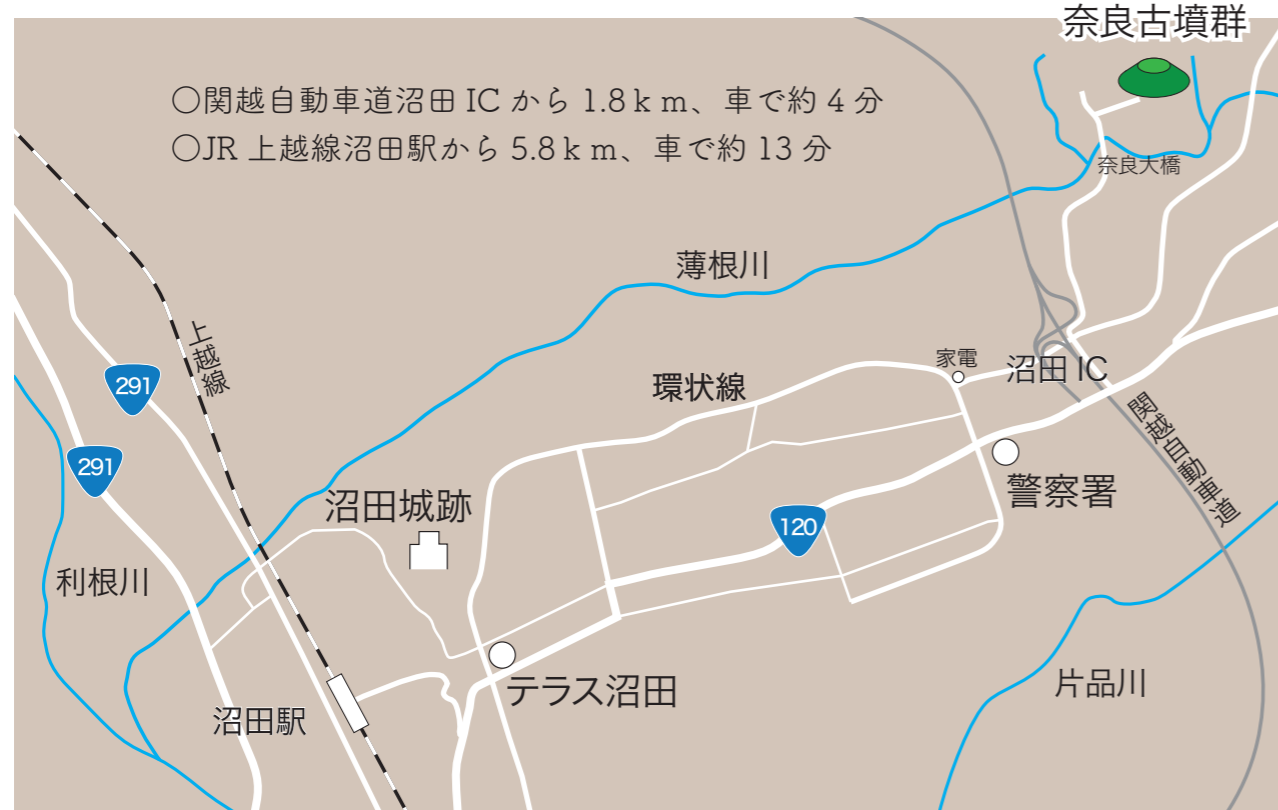 奈良古墳群
○関越自動車道沼田 IC から 1.8 k m、車で約 4 分
○JR 上越線沼田駅から 5.8 k m、車で約 13 分
奈良大橋
薄根川
上越線
家電
沼田 IC
291
環状線
関越自動車道
291
警察署
沼田城跡
120
利根川
片品川
テラス沼田
沼田駅